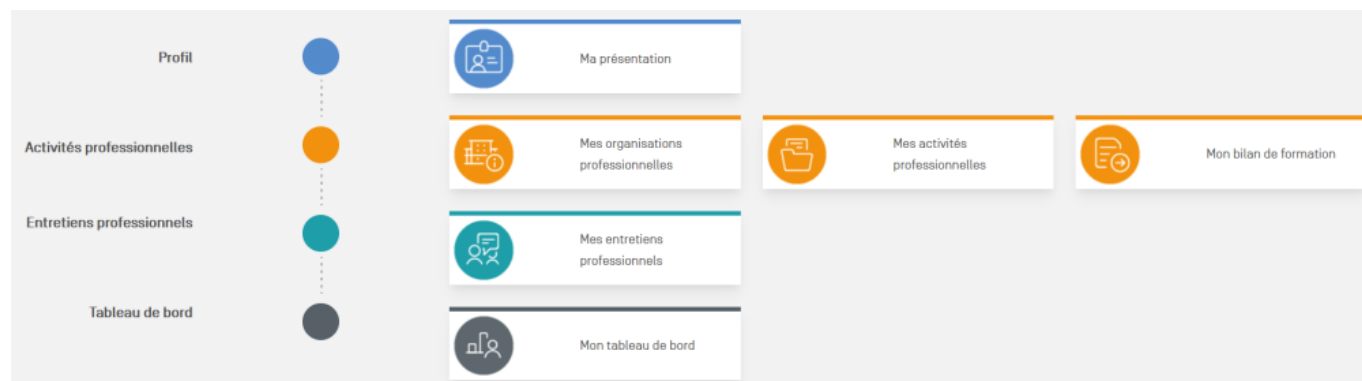 Profil
Ma présentation
Activités professionnelles
Mes organisations
professionnelles
Mes activités
professionnelles
Mon bilan de formation
Entretiens professionnels
Mes entretiens
professionnels
Tableau de bord
Mon tableau de bord